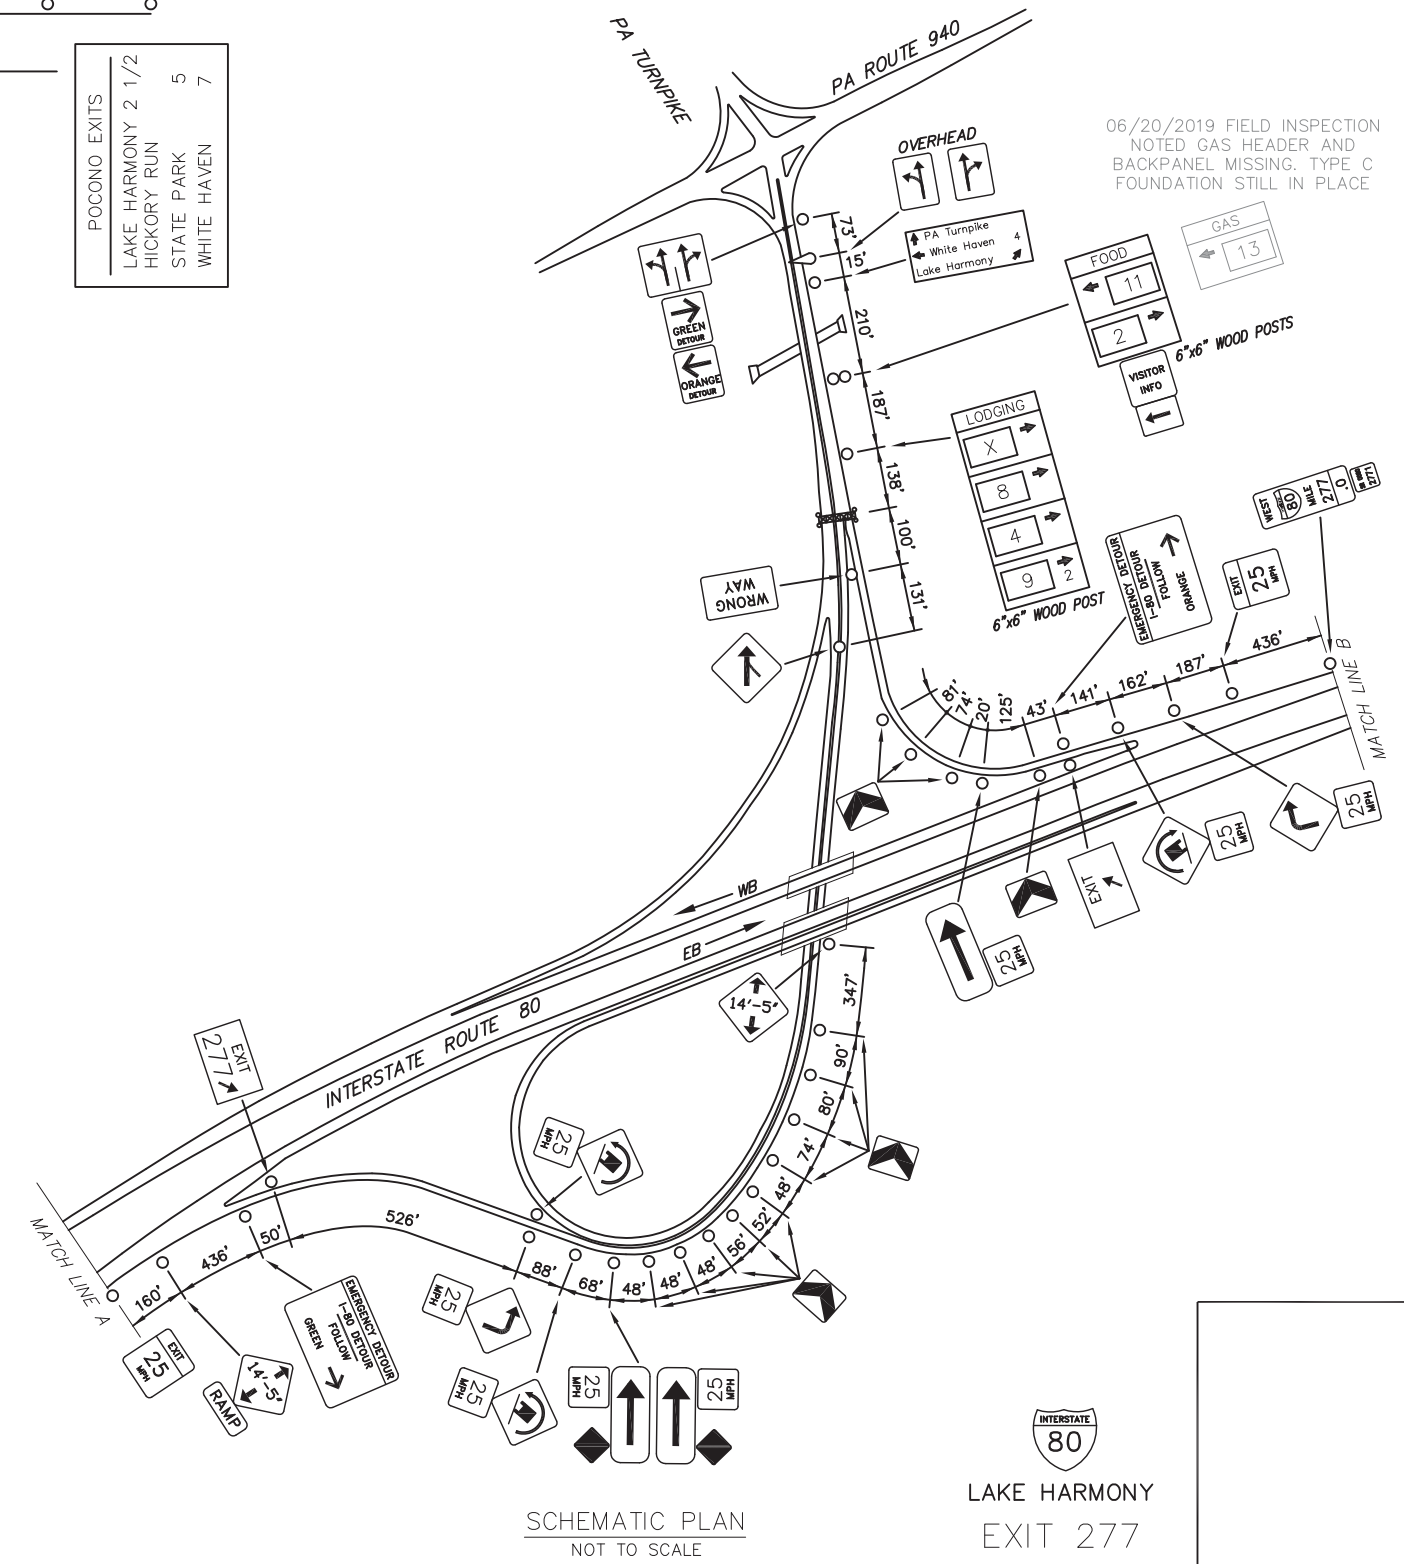 POCONO EXITS
LAKE HARMONY 2 1/2
HICKORY RUN
STATE PARK 5
WHITE HAVEN 7
PA TURNPIKE
PA ROUTE 940
06/20/2019 FIELD INSPECTION
NOTED GAS HEADER AND
BACKPANEL MISSING. TYPE C
FOUNDATION STILL IN PLACE
OVERHEAD
PA Turnpike
White Haven 4
Lake Harmony
GAS
13
FOOD
11
2
6"x6" WOOD POSTS
VISITOR
INFO
GREEN
DETOUR
ORANGE
DETOUR
73'
15'
210'
187'
138'
100'
131'
LODGING
X
8
4
9 2
6"x6" WOOD POST
WRONG
WAY
EMERGENCY DETOUR
I-80 DETOUR
FOLLOW
ORANGE
EXIT
25
MPH
WEST
80
MILE
277
.0
2771
MATCH LINE B
81'
74'
20'
125'
43'
141'
162'
187'
436'
25
MPH
25
MPH
EXIT
25
MPH
WB
EB
INTERSTATE ROUTE 80
14'-5"
347'
90'
80'
74'
48'
52'
56'
48'
48'
48'
68'
88'
526'
50'
436'
160'
EXIT
277
25
MPH
MATCH LINE A
EXIT
25
MPH
14'-5"
RAMP
EMERGENCY DETOUR
I-80 DETOUR
FOLLOW
GREEN
25
MPH
25
MPH
25
MPH
25
MPH
SCHEMATIC PLAN
NOT TO SCALE
INTERSTATE
80
LAKE HARMONY
EXIT 277